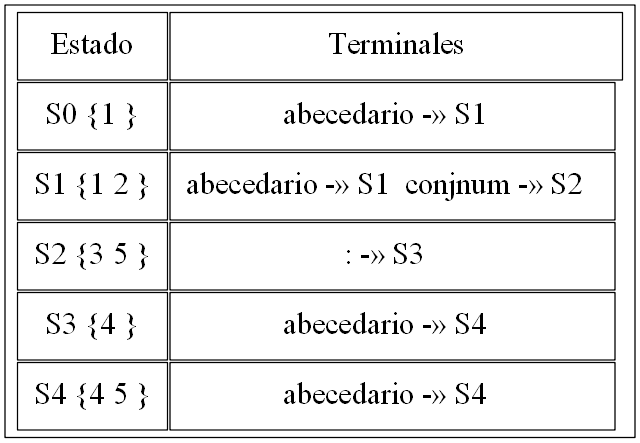 Estado Terminales
S0 {1 } abecedario -» S1
S1 {1 2 } abecedario -» S1 conjnum -» S2
S2 {3 5 } : -» S3
S3 {4 } abecedario -» S4
S4 {4 5 } abecedario -» S4